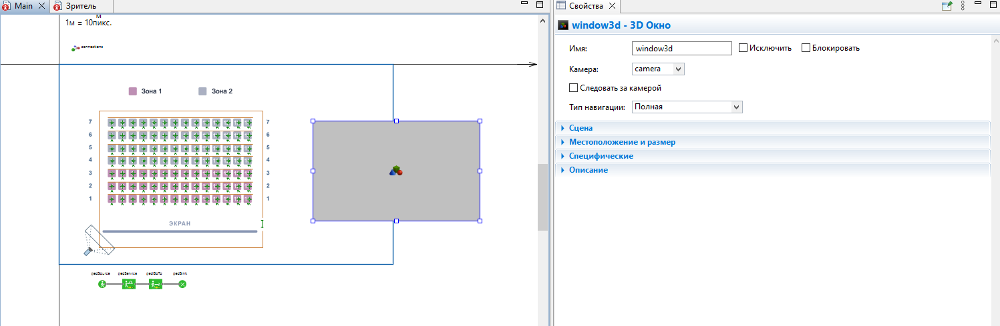 Main
Зритель
м
1м = 10пикс.
connections
Зона 1
Зона 2
7
7
6
6
5
5
4
4
3
3
2
2
1
1
ЭКРАН
pedSource
pedService
pedGoTo
pedSink
Свойства
window3d - 3D Окно
Имя:
window3d
Исключить
Блокировать
Камера:
camera
Следовать за камерой
Тип навигации:
Полная
Сцена
Местоположение и размер
Специфические
Описание